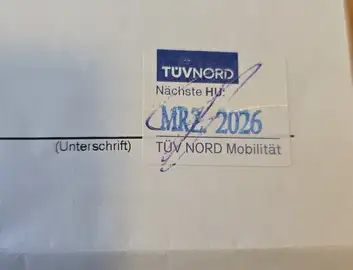 TÜVNORD
Nächste HU:
MRZ. 2026
(Unterschrift)
TÜV NORD Mobilität